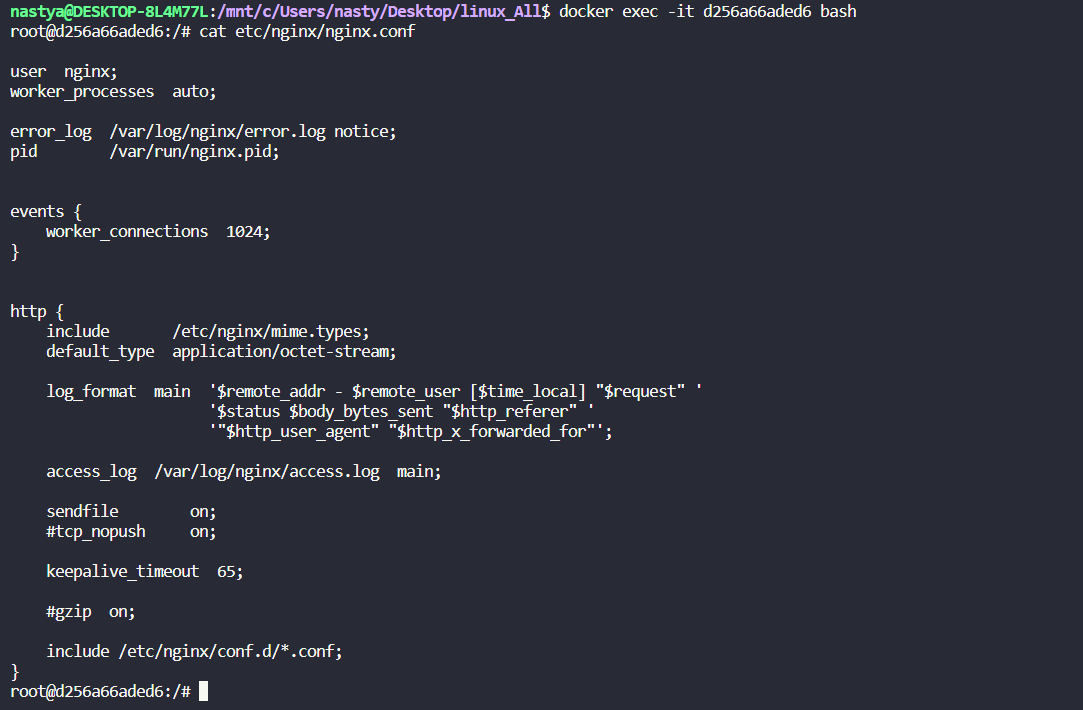 nastya@DESKTOP-8L4M77L:/mnt/c/Users/nasty/Desktop/linux_All$ docker exec -it d256a66aded6 bash
root@d256a66aded6:/# cat etc/nginx/nginx.conf

user  nginx;
worker_processes  auto;

error_log  /var/log/nginx/error.log notice;
pid        /var/run/nginx.pid;


events {
    worker_connections  1024;
}


http {
    include       /etc/nginx/mime.types;
    default_type  application/octet-stream;

    log_format  main  '$remote_addr - $remote_user [$time_local] "$request" '
                      '$status $body_bytes_sent "$http_referer" '
                      '"$http_user_agent" "$http_x_forwarded_for"';

    access_log  /var/log/nginx/access.log  main;

    sendfile        on;
    #tcp_nopush     on;

    keepalive_timeout  65;

    #gzip  on;

    include /etc/nginx/conf.d/*.conf;
}
root@d256a66aded6:/#